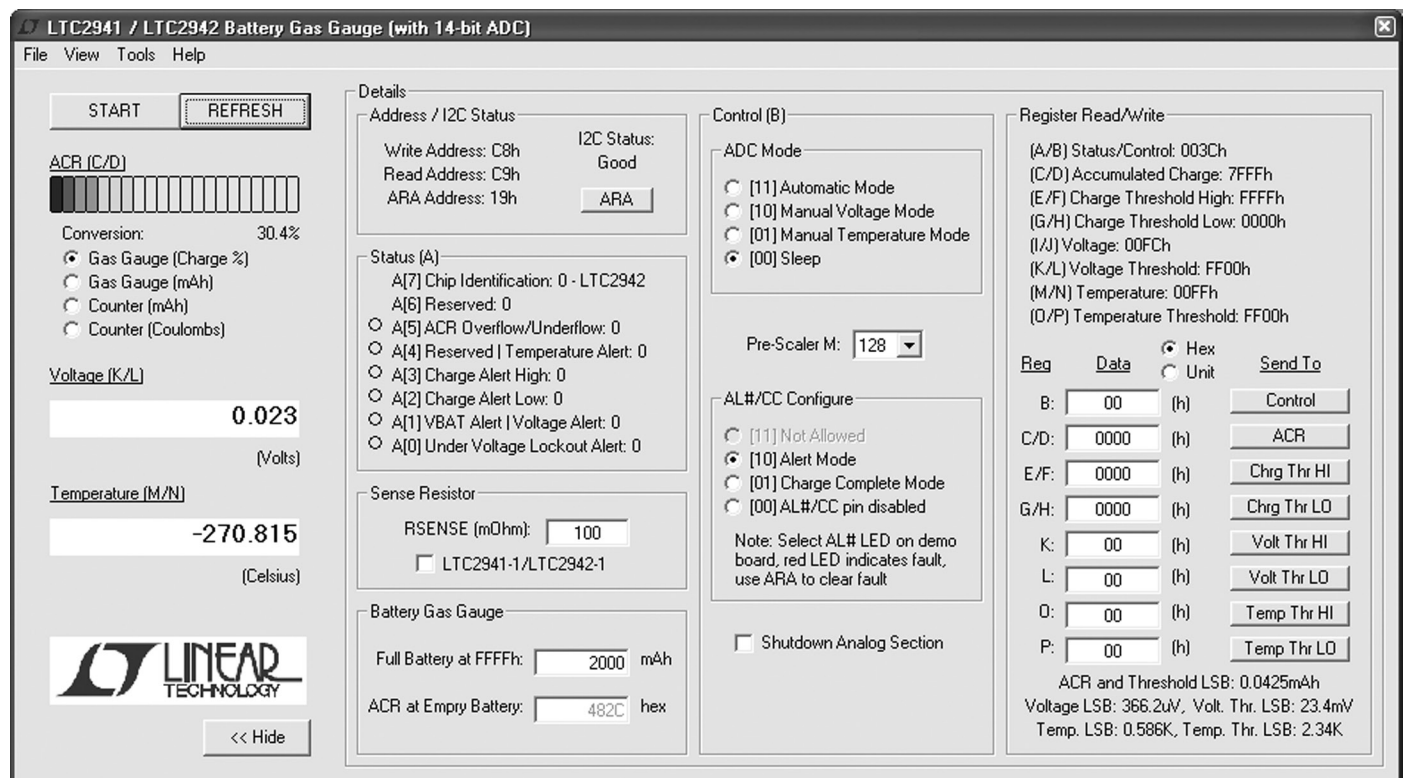 LTC2941 / LTC2942 Battery Gas Gauge (with 14-bit ADC)
File View Tools Help
START REFRESH
ACR (C/D)
Conversion: 30.4%
Gas Gauge (Charge %)
Gas Gauge (mAh)
Counter (mAh)
Counter (Coulombs)
Voltage (K/L)
0.023
(Volts)
Temperature (M/N)
-270.815
(Celsius)
LINEAR
TECHNOLOGY
<< Hide
Details
Address / I2C Status
Write Address: C8h
Read Address: C9h
ARA Address: 19h
I2C Status:
Good
ARA
Status (A)
A[7] Chip Identification: 0 - LTC2942
A[6] Reserved: 0
A[5] ACR Overflow/Underflow: 0
A[4] Reserved | Temperature Alert: 0
A[3] Charge Alert High: 0
A[2] Charge Alert Low: 0
A[1] VBAT Alert | Voltage Alert: 0
A[0] Under Voltage Lockout Alert: 0
Sense Resistor
RSENSE (mOhm): 100
LTC2941-1/LTC2942-1
Battery Gas Gauge
Full Battery at FFFFh: 2000 mAh
ACR at Empry Battery: 482C hex
Control (B)
ADC Mode
[11] Automatic Mode
[10] Manual Voltage Mode
[01] Manual Temperature Mode
[00] Sleep
Pre-Scaler M: 128
AL#/CC Configure
[11] Not Allowed
[10] Alert Mode
[01] Charge Complete Mode
[00] AL#/CC pin disabled
Note: Select AL# LED on demo
board, red LED indicates fault,
use ARA to clear fault
Shutdown Analog Section
Register Read/Write
(A/B) Status/Control: 003Ch
(C/D) Accumulated Charge: 7FFFh
(E/F) Charge Threshold High: FFFFh
(G/H) Charge Threshold Low: 0000h
(I/J) Voltage: 00FCh
(K/L) Voltage Threshold: FF00h
(M/N) Temperature: 00FFh
(O/P) Temperature Threshold: FF00h
Hex
Reg Data Unit Send To
B: 00 (h) Control
C/D: 0000 (h) ACR
E/F: 0000 (h) Chrg Thr HI
G/H: 0000 (h) Chrg Thr LO
K: 00 (h) Volt Thr HI
L: 00 (h) Volt Thr LO
O: 00 (h) Temp Thr HI
P: 00 (h) Temp Thr LO
ACR and Threshold LSB: 0.0425mAh
Voltage LSB: 366.2uV, Volt. Thr. LSB: 23.4mV
Temp. LSB: 0.586K, Temp. Thr. LSB: 2.34K